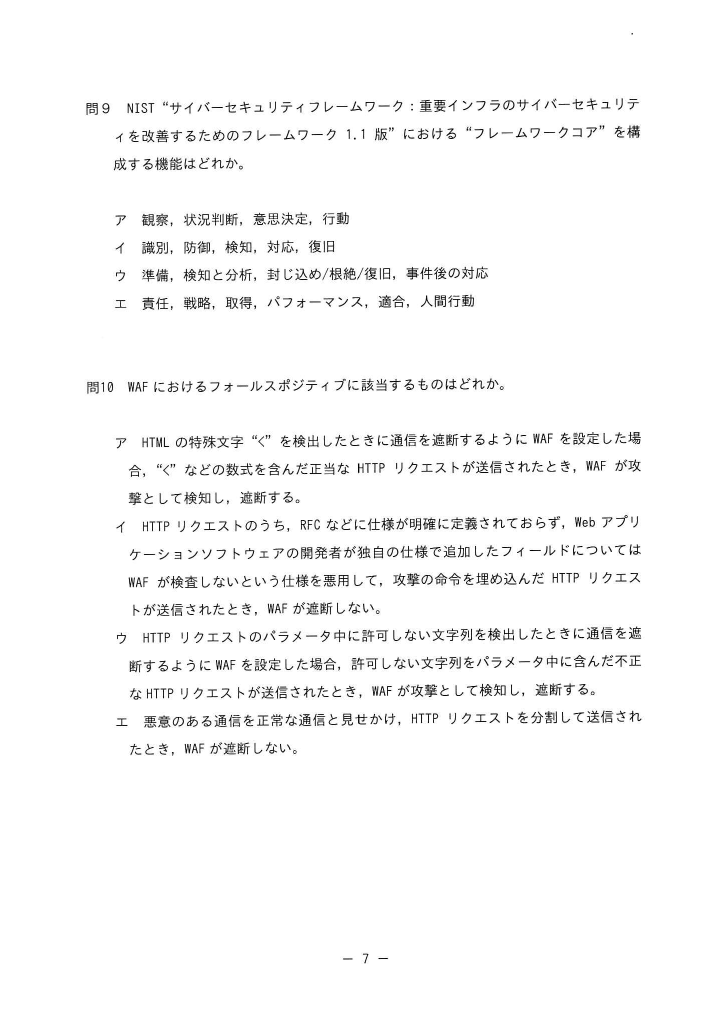 問９　NIST“サイバーセキュリティフレームワーク：重要インフラのサイバーセキュリテ
ィを改善するためのフレームワーク 1.1 版”における“フレームワークコア”を構
成する機能はどれか。
ア　観察，状況判断，意思決定，行動
イ　識別，防御，検知，対応，復旧
ウ　準備，検知と分析，封じ込め/根絶/復旧，事件後の対応
エ　責任，戦略，取得，パフォーマンス，適合，人間行動
問10　WAF におけるフォールスポジティブに該当するものはどれか。
ア　HTML の特殊文字“<”を検出したときに通信を遮断するように WAF を設定した場
合，“<”などの数式を含んだ正当な HTTP リクエストが送信されたとき，WAF が攻
撃として検知し，遮断する。
イ　HTTP リクエストのうち，RFC などに仕様が明確に定義されておらず，Web アプリ
ケーションソフトウェアの開発者が独自の仕様で追加したフィールドについては
WAF が検査しないという仕様を悪用して，攻撃の命令を埋め込んだ HTTP リクエス
トが送信されたとき，WAF が遮断しない。
ウ　HTTP リクエストのパラメータ中に許可しない文字列を検出したときに通信を遮
断するように WAF を設定した場合，許可しない文字列をパラメータ中に含んだ不正
な HTTP リクエストが送信されたとき，WAF が攻撃として検知し，遮断する。
エ　悪意のある通信を正常な通信と見せかけ，HTTP リクエストを分割して送信され
たとき，WAF が遮断しない。
－ 7 －